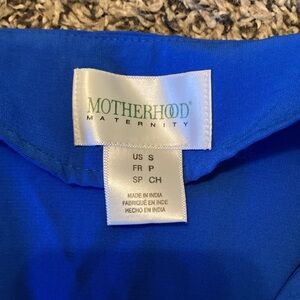 MOTHERHOOD®
MATERNITY
US S
FR P
SP CH
MADE IN INDIA
FABRIQUÉ EN INDE
HECHO EN INDIA